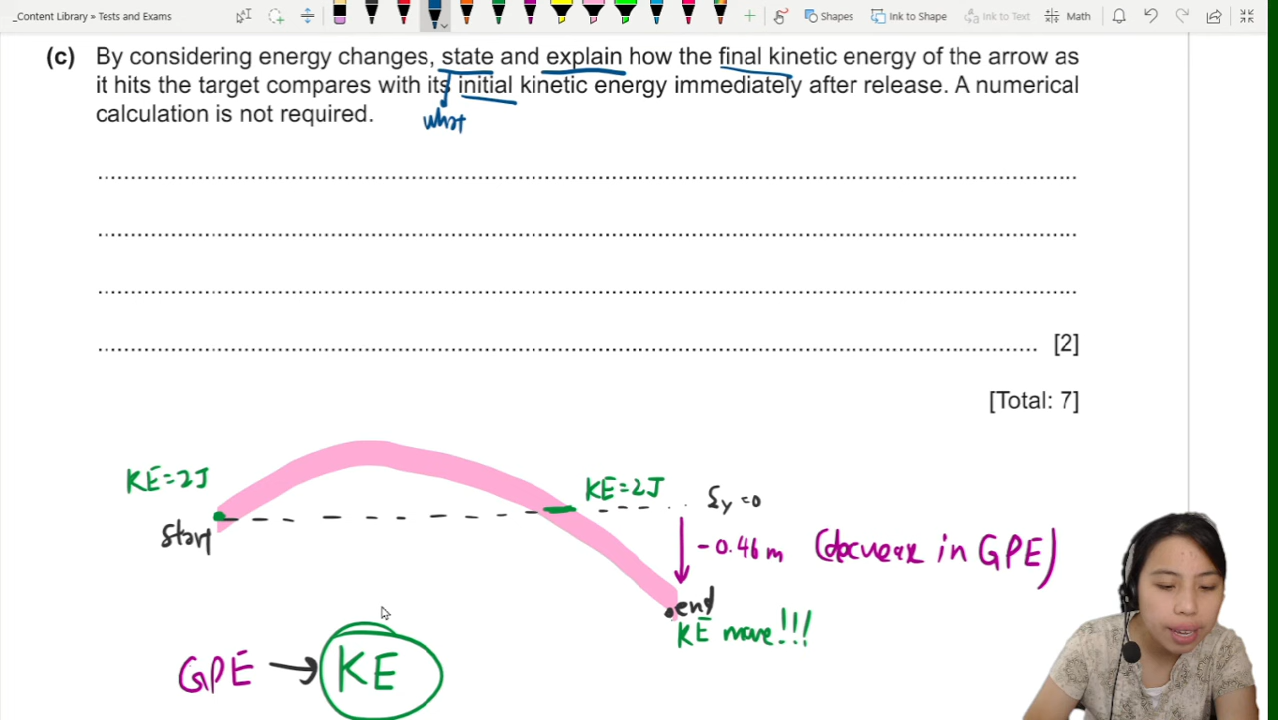 _Content Library » Tests and Exams
Shapes
Ink to Shape
Ink to Text
Math
(c) By considering energy changes, state and explain how the final kinetic energy of the arrow as
it hits the target compares with its initial kinetic energy immediately after release. A numerical
calculation is not required.
what
[2]
[Total: 7]
KE=2J
KE=2J
Sy=0
start
-0.46 m (decrease in GPE)
end
KE more!!!
GPE → KE